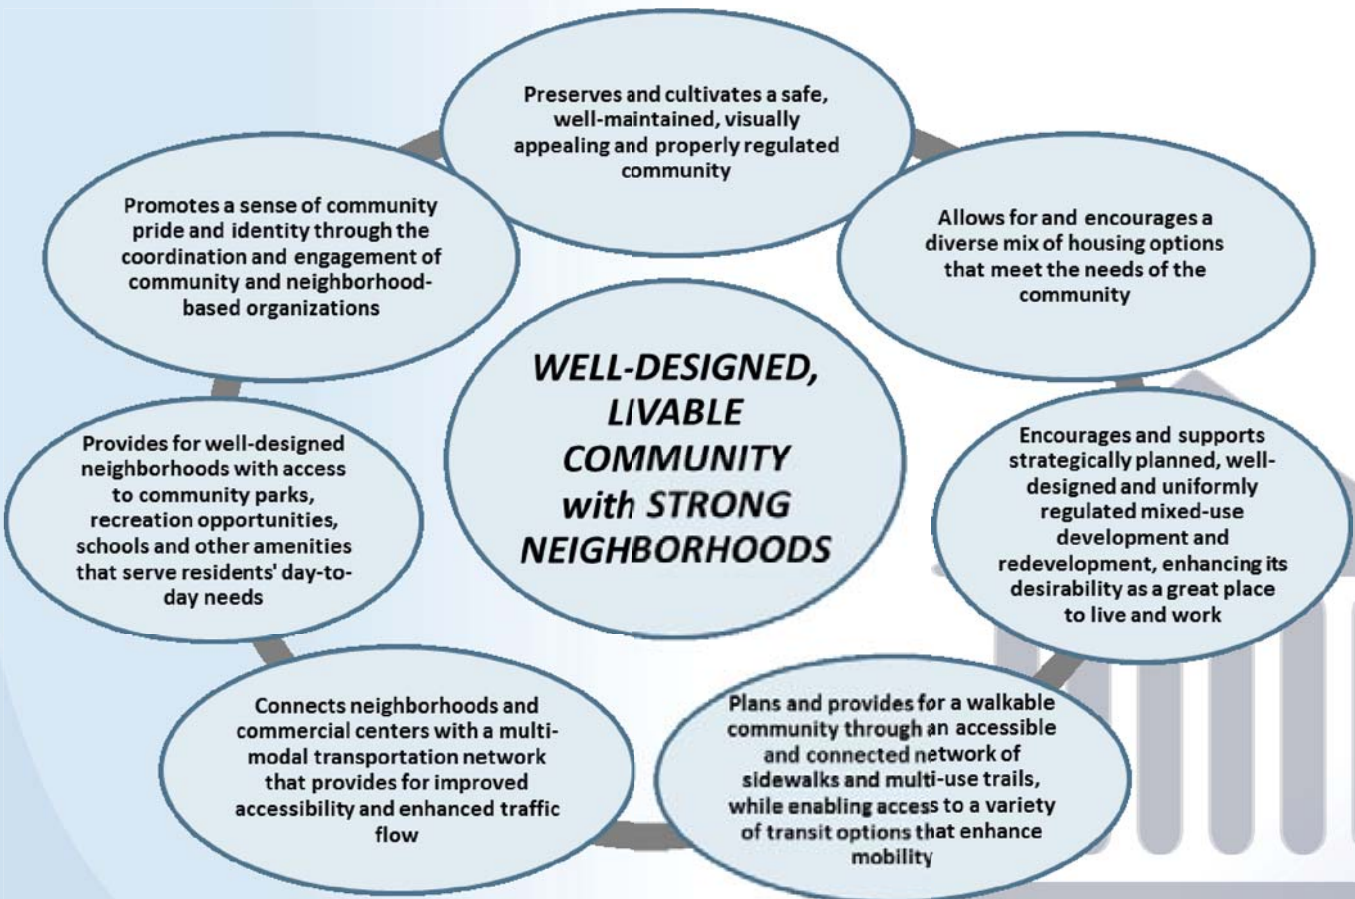 Preserves and cultivates a safe,
well-maintained, visually
appealing and properly regulated
community
Promotes a sense of community
pride and identity through the
coordination and engagement of
community and neighborhood-
based organizations
Allows for and encourages a
diverse mix of housing options
that meet the needs of the
community
WELL-DESIGNED,
LIVABLE
COMMUNITY
with STRONG
NEIGHBORHOODS
Provides for well-designed
neighborhoods with access
to community parks,
recreation opportunities,
schools and other amenities
that serve residents' day-to-
day needs
Encourages and supports
strategically planned, well-
designed and uniformly
regulated mixed-use
development and
redevelopment, enhancing its
desirability as a great place
to live and work
Connects neighborhoods and
commercial centers with a multi-
modal transportation network
that provides for improved
accessibility and enhanced traffic
flow
Plans and provides for a walkable
community through an accessible
and connected network of
sidewalks and multi-use trails,
while enabling access to a variety
of transit options that enhance
mobility